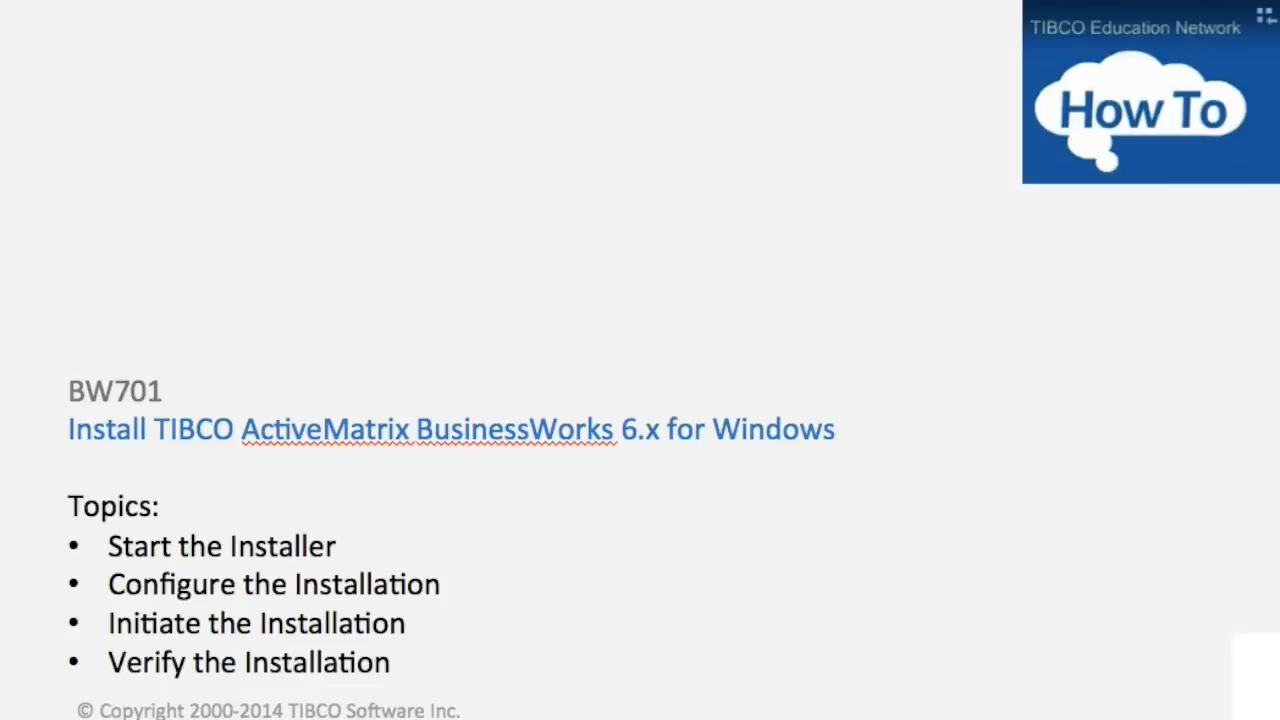 TIBCO Education Network
How To
BW701
Install TIBCO ActiveMatrix BusinessWorks 6.x for Windows
Topics:
• Start the Installer
• Configure the Installation
• Initiate the Installation
• Verify the Installation
© Copyright 2000-2014 TIBCO Software Inc.